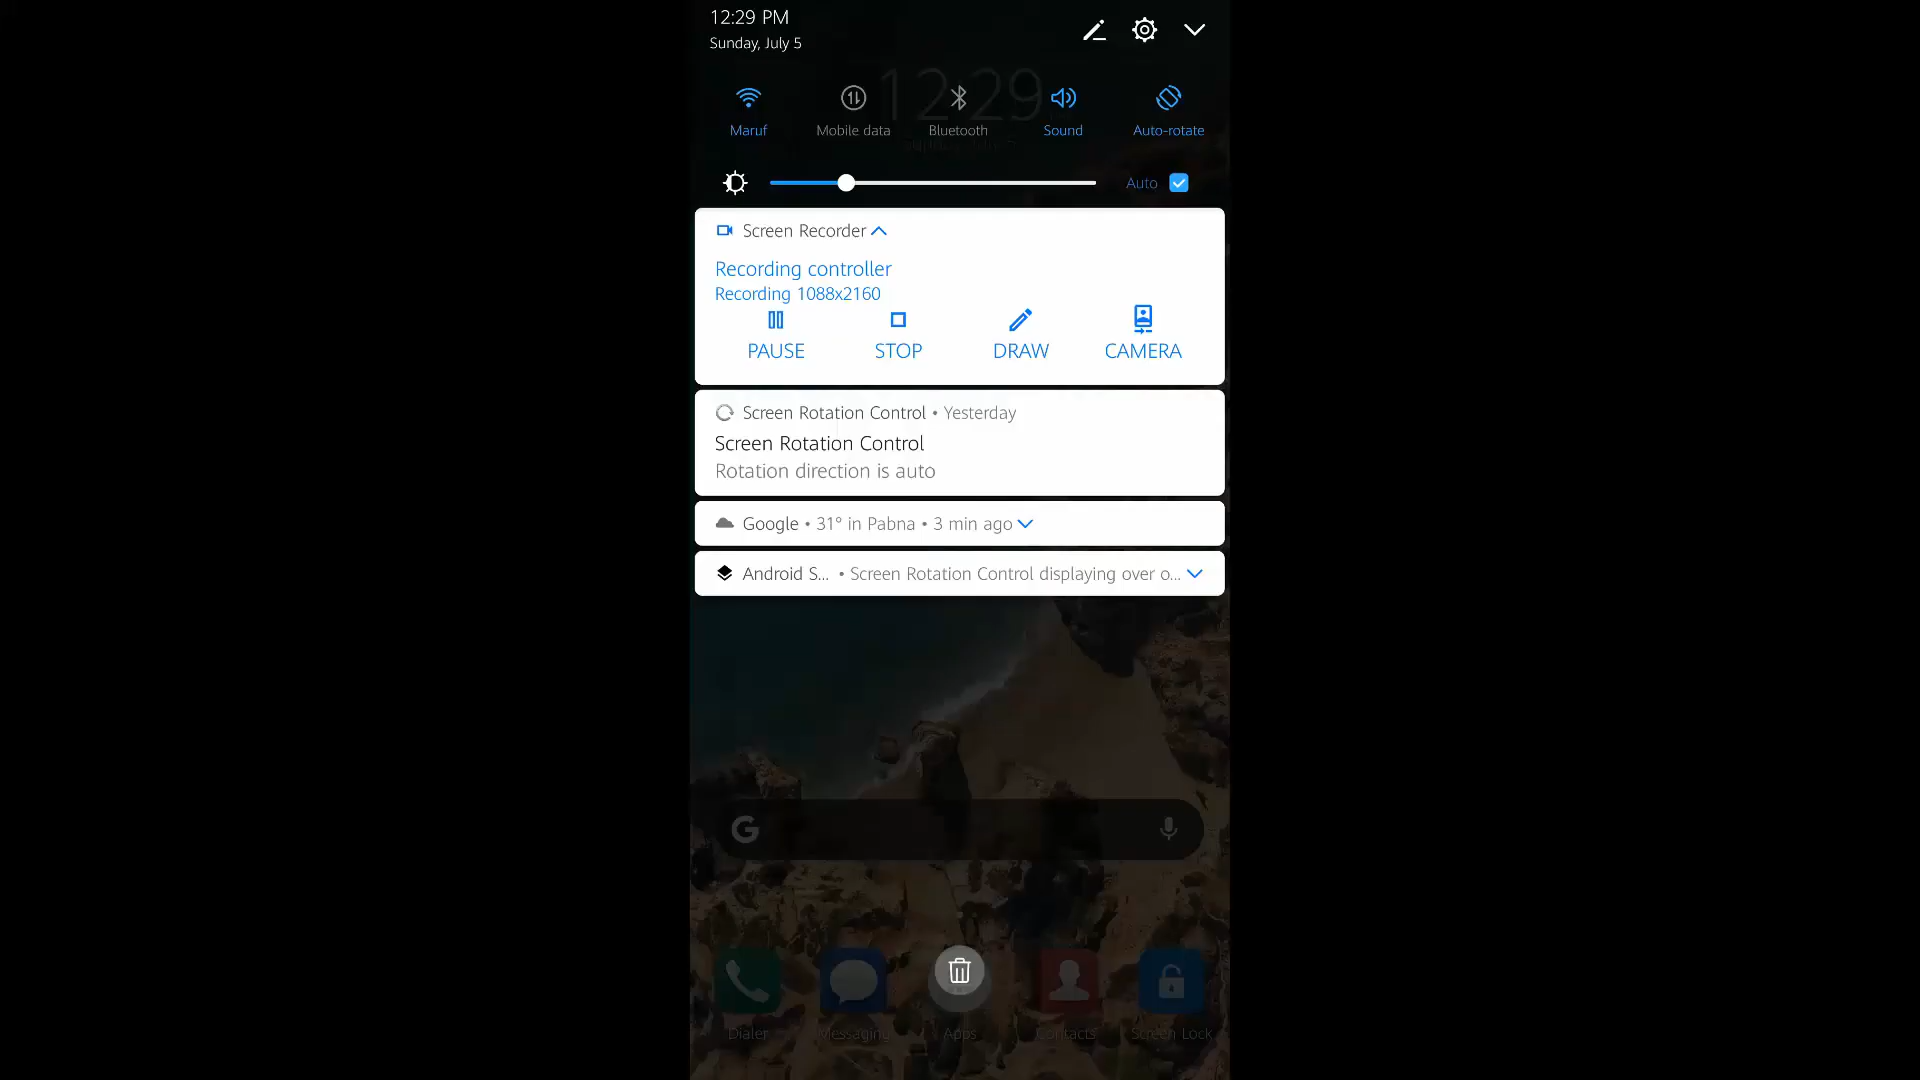 12:29 PM
Sunday, July 5
12:29
Maruf
Mobile data
Bluetooth
Sound
Auto-rotate
Auto
Screen Recorder
Recording controller
Recording 1088x2160
PAUSE
STOP
DRAW
CAMERA
Screen Rotation Control • Yesterday
Screen Rotation Control
Rotation direction is auto
Google • 31° in Pabna • 3 min ago
Android S... • Screen Rotation Control displaying over o...
G
Dialer
Messaging
Apps
Contacts
Screen Lock